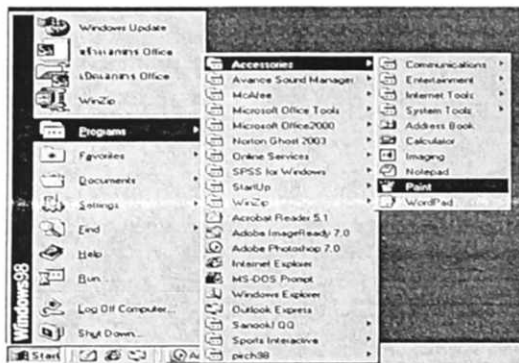 Windows Update
สร้างเอกสาร Office
เปิดเอกสาร Office
WinZip
Programs
Favorites
Documents
Settings
Find
Help
Run...
Log Off Computer...
Shut Down...
Windows98
Start
Accessories
Avance Sound Manager
McAfee
Microsoft Office Tools
Microsoft Office2000
Norton Ghost 2003
Online Services
SPSS for Windows
StartUp
WinZip
Acrobat Reader 5.1
Adobe ImageReady 7.0
Adobe Photoshop 7.0
Internet Explorer
MS-DOS Prompt
Windows Explorer
Outlook Express
Sanook! QQ
Sports Interactive
pirch98
Communications
Entertainment
Internet Tools
System Tools
Address Book
Calculator
Imaging
Notepad
Paint
WordPad